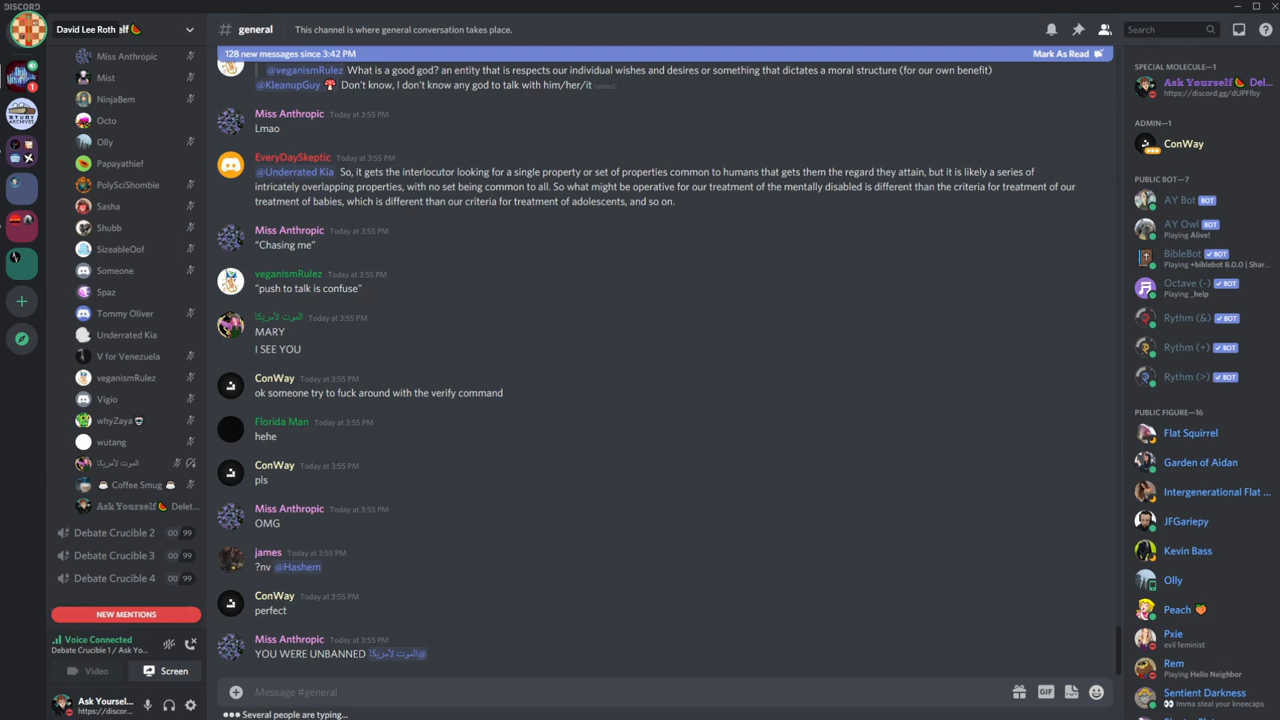 DISCORD
David Lee Roth
elf
# general
This channel is where general conversation takes place.
Search
128 new messages since 3:42 PM
Mark As Read
Miss Anthropic
Mist
NinjaBem
Octo
Olly
Papayathief
PolySciShombie
Sasha
Shubb
SizeableOof
Someone
Spaz
Tommy Oliver
Underrated Kia
V for Venezuela
veganismRulez
Vigio
whyZaya
wutang
الموت لأمريكا
Coffee Smug
Ask Yourself Delet...
Debate Crucible 2 00 99
Debate Crucible 3 00 99
Debate Crucible 4 00 99
NEW MENTIONS
Voice Connected
Debate Crucible 1 / Ask Yo...
Video
Screen
Ask Yoursel...
https://discor...
@veganismRulez What is a good god? an entity that is respects our individual wishes and desires or something that dictates a moral structure (for our own benefit)
@KleanupGuy Don't know, I don't know any god to talk with him/her/it (edited)
Miss Anthropic Today at 3:55 PM
Lmao
EveryDaySkeptic Today at 3:55 PM
@Underrated Kia So, it gets the interlocutor looking for a single property or set of properties common to humans that gets them the regard they attain, but it is likely a series of
intricately overlapping properties, with no set being common to all. So what might be operative for our treatment of the mentally disabled is different than the criteria for treatment of our
treatment of babies, which is different than our criteria for treatment of adolescents, and so on.
Miss Anthropic Today at 3:55 PM
"Chasing me"
veganismRulez Today at 3:55 PM
"push to talk is confuse"
الموت لأمريكا Today at 3:55 PM
MARY
I SEE YOU
ConWay Today at 3:55 PM
ok someone try to fuck around with the verify command
Florida Man Today at 3:55 PM
hehe
ConWay Today at 3:55 PM
pls
Miss Anthropic Today at 3:55 PM
OMG
james Today at 3:55 PM
?nv @Hashem
ConWay Today at 3:55 PM
perfect
Miss Anthropic Today at 3:55 PM
YOU WERE UNBANNED @الموت لأمريكا
Message #general
GIF
Several people are typing...
SPECIAL MOLECULE—1
Ask Yourself Del...
https://discord.gg/dUPFfby
ADMIN—1
ConWay
PUBLIC BOT—7
AY Bot BOT
AY Owl BOT
Playing Alive!
BibleBot BOT
Playing +biblebot 8.0.0 | Shar...
Octave (-) BOT
Playing _help
Rythm (&) BOT
Rythm (+) BOT
Rythm (>) BOT
PUBLIC FIGURE—16
Flat Squirrel
Garden of Aidan
Intergenerational Flat ...
JFGariepy
Kevin Bass
Olly
Peach
Pxie
evil feminist
Rem
Playing Hello Neighbor
Sentient Darkness
Imma steal your kneecaps